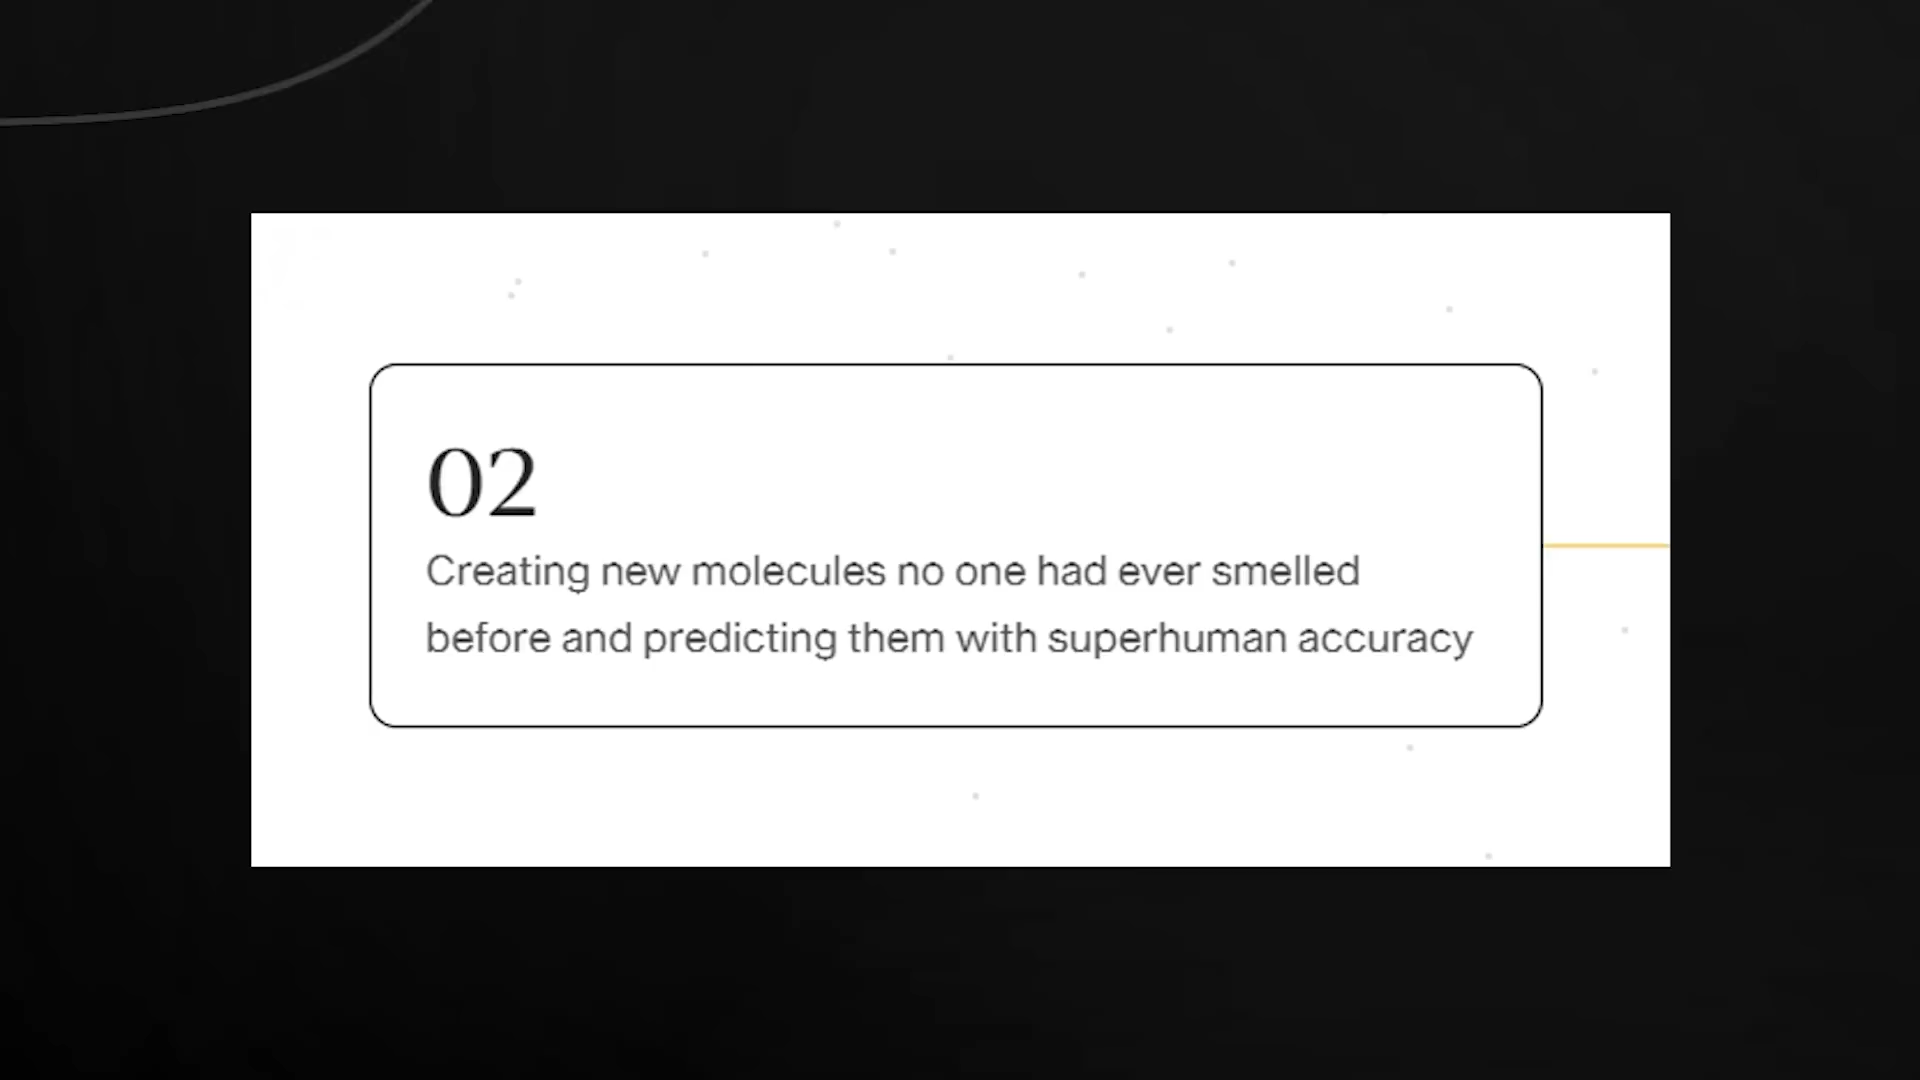 02
Creating new molecules no one had ever smelled
before and predicting them with superhuman accuracy